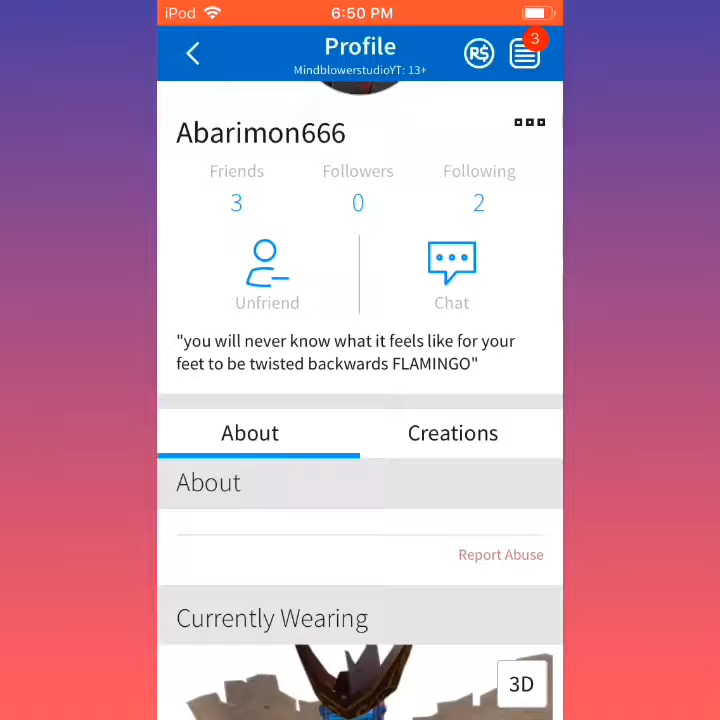 iPod 6:50 PM
Profile
MindblowerstudioYT: 13+
R$
3
Abarimon666
Friends Followers Following
3 0 2
Unfriend Chat
"you will never know what it feels like for your
feet to be twisted backwards FLAMINGO"
About Creations
About
Report Abuse
Currently Wearing
3D